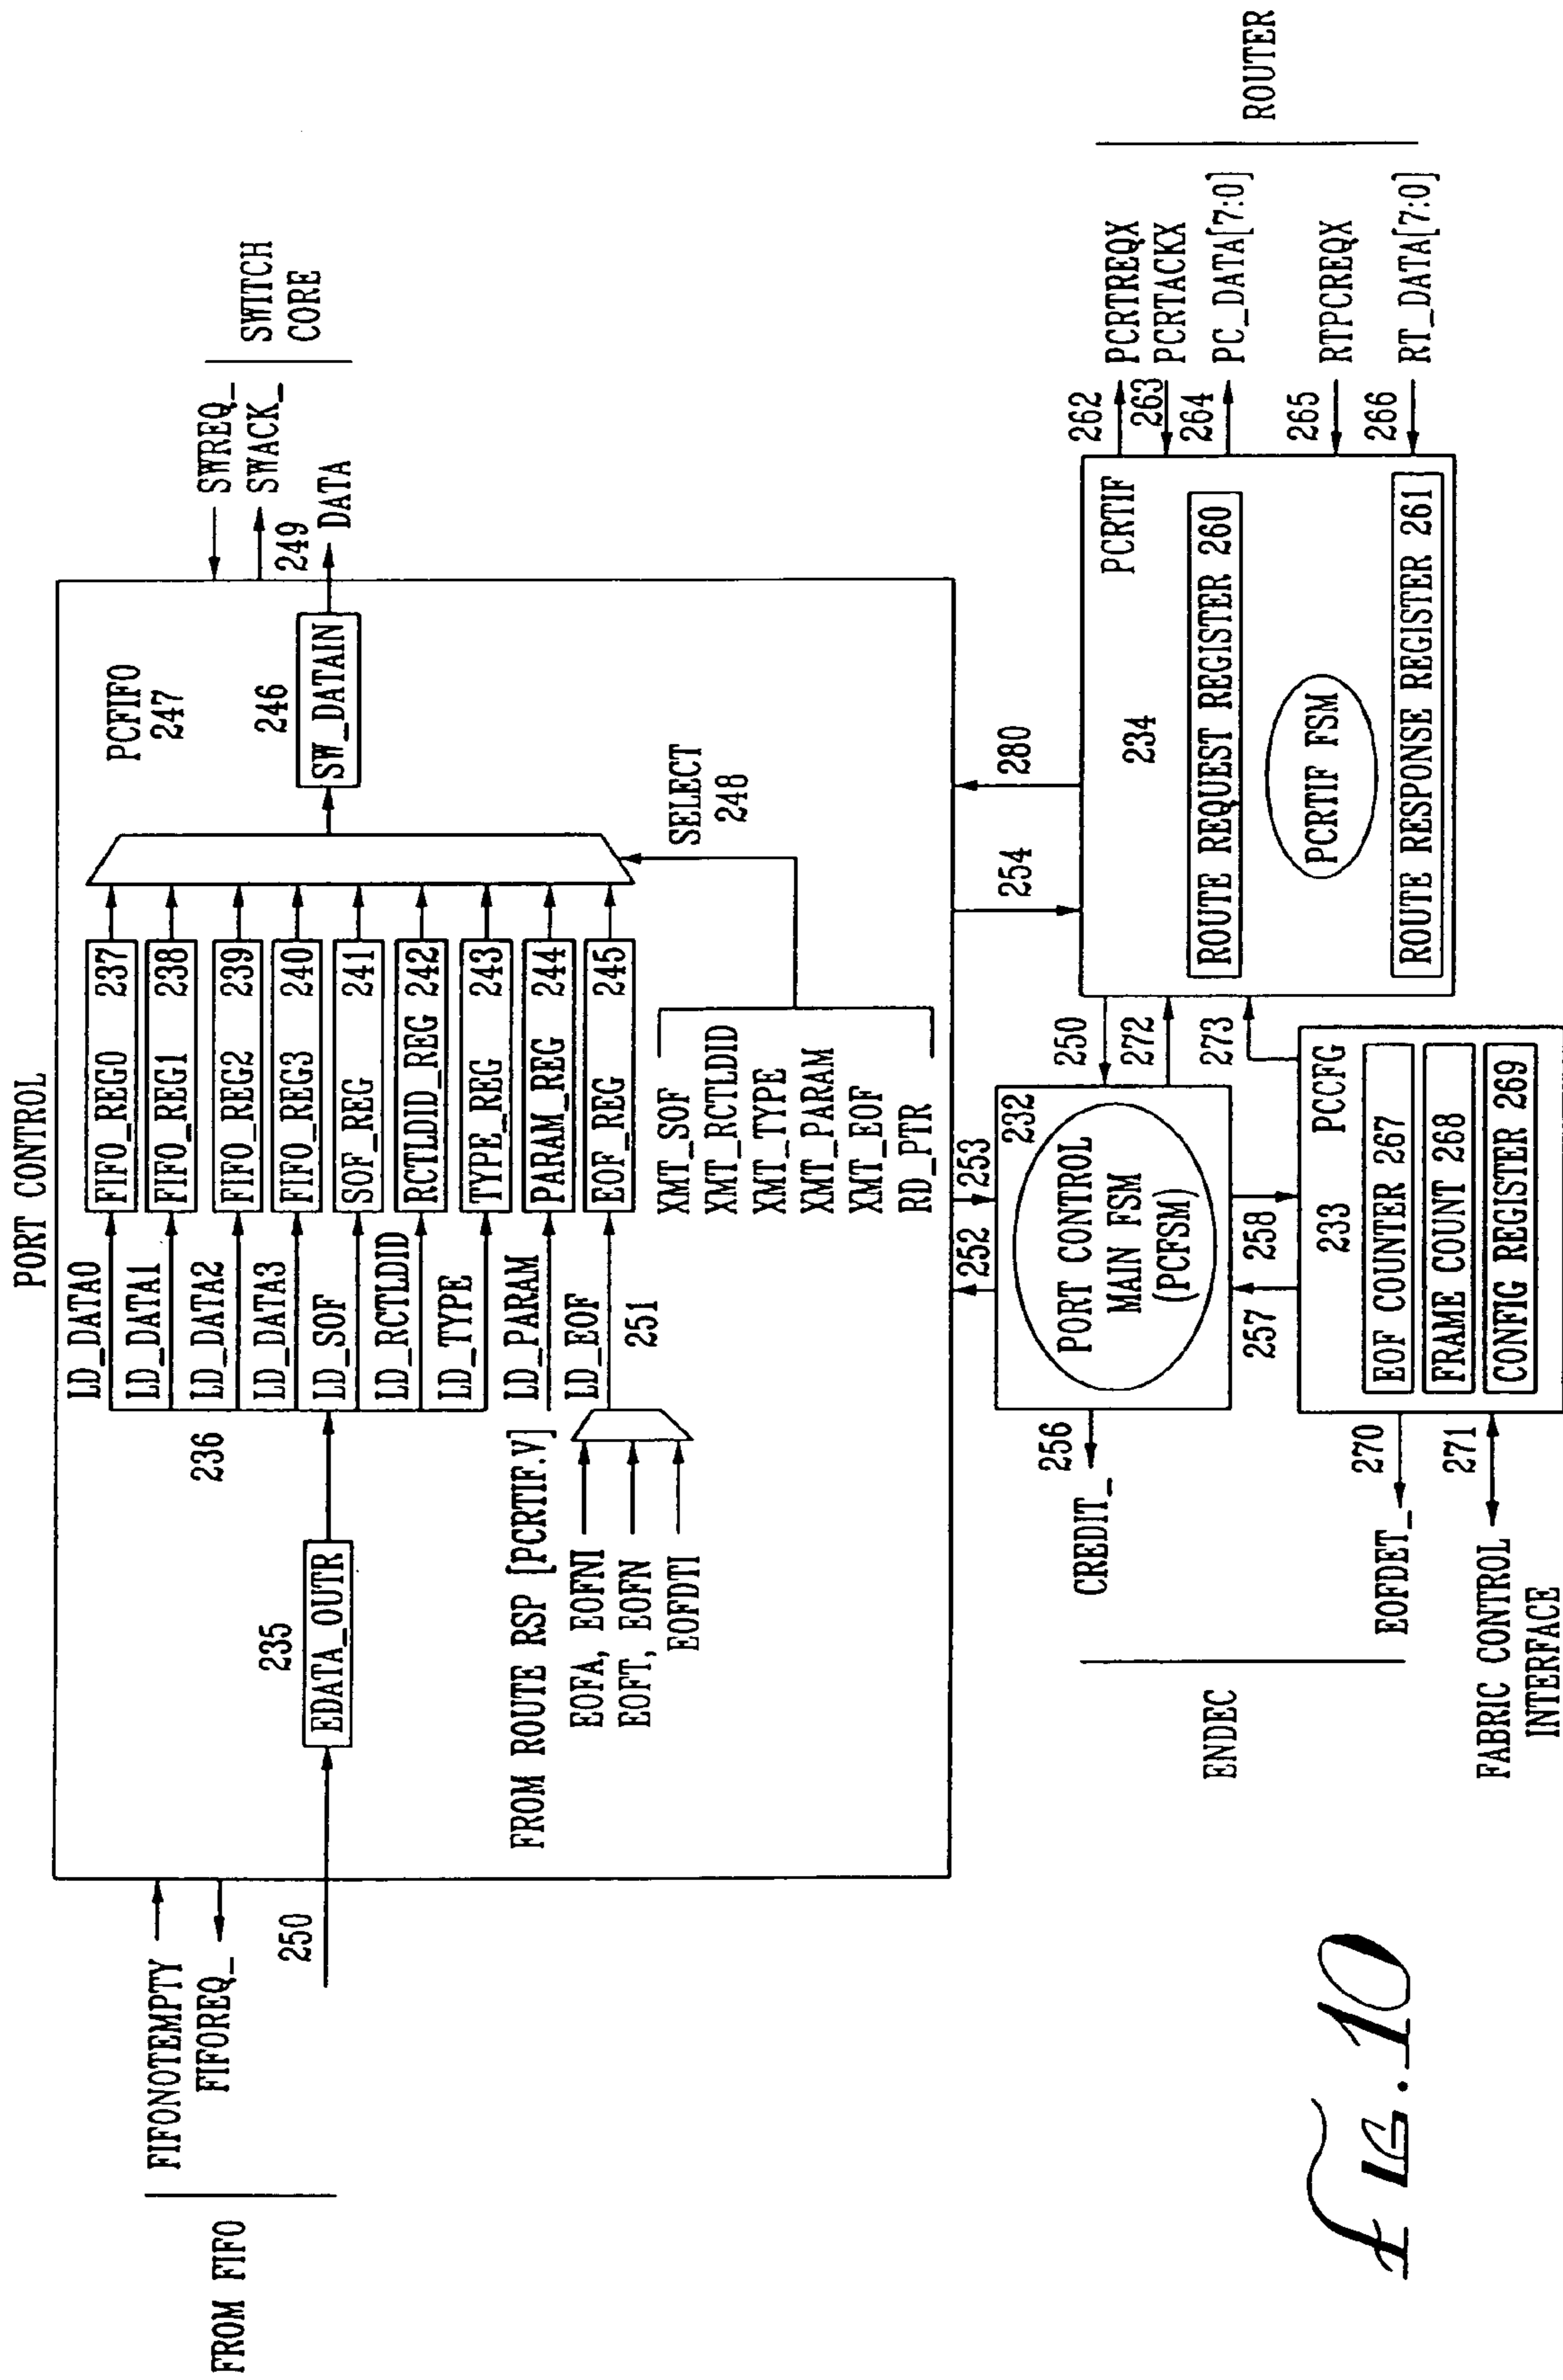 PORT CONTROL
FROM FIFO
FIFONOTEMPTY
FIFOREQ_
250
235
EDATA_OUTR
236
LD_DATA0
LD_DATA1
LD_DATA2
LD_DATA3
LD_SOF
LD_RCTLDID
LD_TYPE
LD_PARAM
LD_EOF
251
FROM ROUTE RSP [PCRTIF.V]
EOFA, EOFNI
EOFT, EOFN
EOFDTI
FIFO_REG0 237
FIFO_REG1 238
FIFO_REG2 239
FIFO_REG3 240
SOF_REG 241
RCTLDID_REG 242
TYPE_REG 243
PARAM_REG 244
EOF_REG 245
XMT_SOF
XMT_RCTLDID
XMT_TYPE
XMT_PARAM
XMT_EOF
RD_PTR
SELECT
248
PCFIFO
247
246
SW_DATAIN
SWREQ_
SWACK_
249
DATA
SWITCH
CORE
252
253
254
280
232
PORT CONTROL
MAIN FSM
(PCFSM)
250
272
273
256
CREDIT_
257
258
ENDEC
233
PCCFG
EOF COUNTER 267
FRAME COUNT 268
CONFIG REGISTER 269
270
271
EOFDET_
FABRIC CONTROL
INTERFACE
PCRTIF
234
ROUTE REQUEST REGISTER 260
PCRTIF FSM
ROUTE RESPONSE REGISTER 261
262
263
264
265
266
PCRTREQX
PCRTACKX
PC_DATA[7:0]
RTPCREQX
RT_DATA[7:0]
ROUTER
FIG. 10